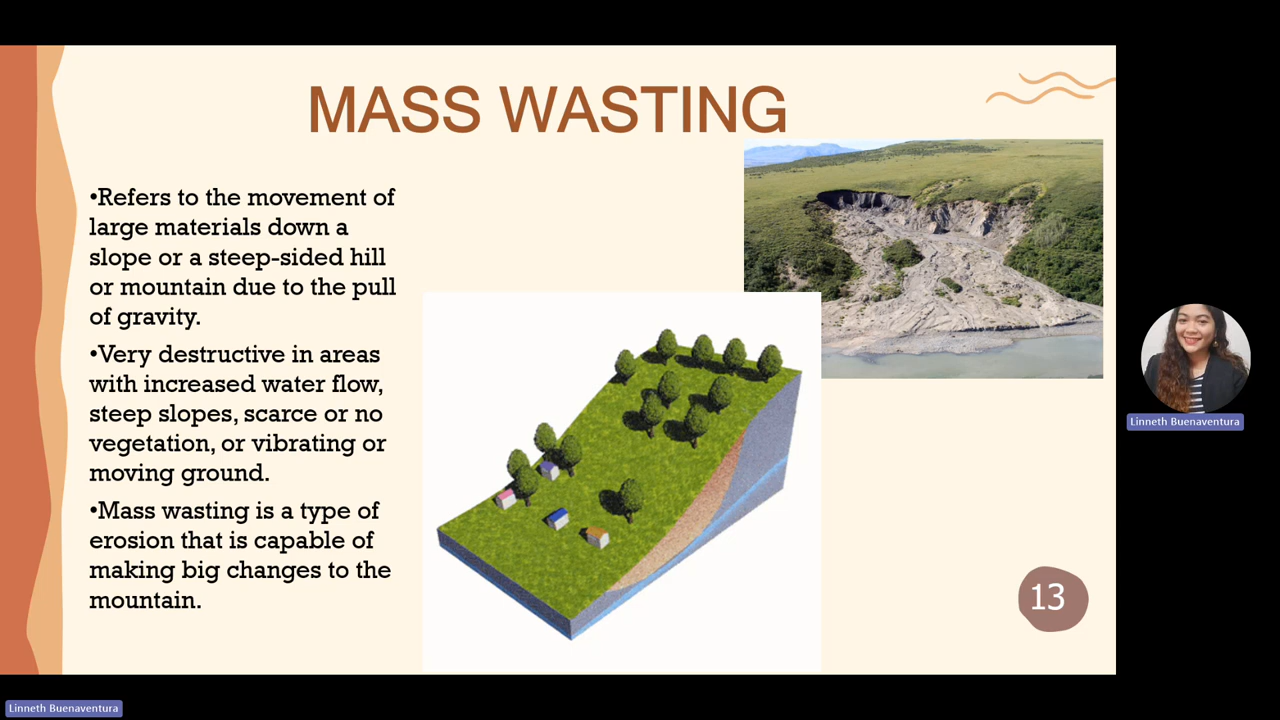 MASS WASTING
•Refers to the movement of
large materials down a
slope or a steep-sided hill
or mountain due to the pull
of gravity.
•Very destructive in areas
with increased water flow,
steep slopes, scarce or no
vegetation, or vibrating or
moving ground.
•Mass wasting is a type of
erosion that is capable of
making big changes to the
mountain.
13
Linneth Buenaventura
Linneth Buenaventura